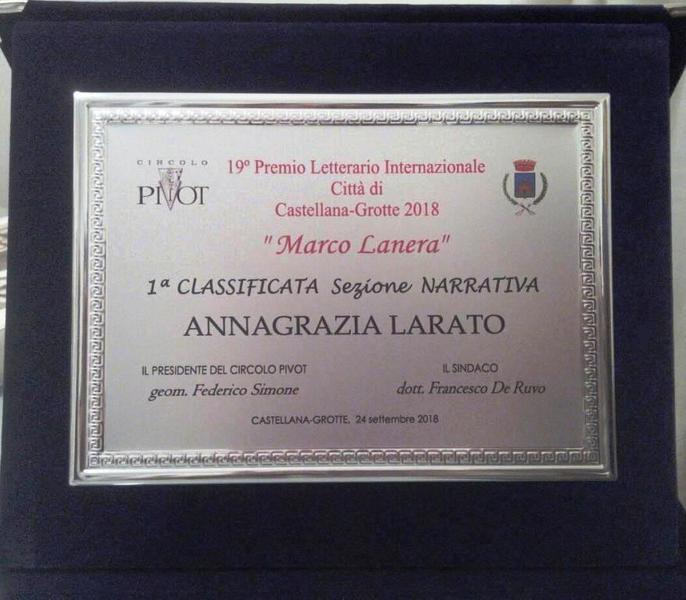 CIRCOLO
PIVOT
19º Premio Letterario Internazionale
Città di
Castellana-Grotte 2018
"Marco Lanera"
1ª CLASSIFICATA Sezione NARRATIVA
ANNAGRAZIA LARATO
IL PRESIDENTE DEL CIRCOLO PIVOT
geom. Federico Simone
IL SINDACO
dott. Francesco De Ruvo
CASTELLANA-GROTTE, 24 settembre 2018